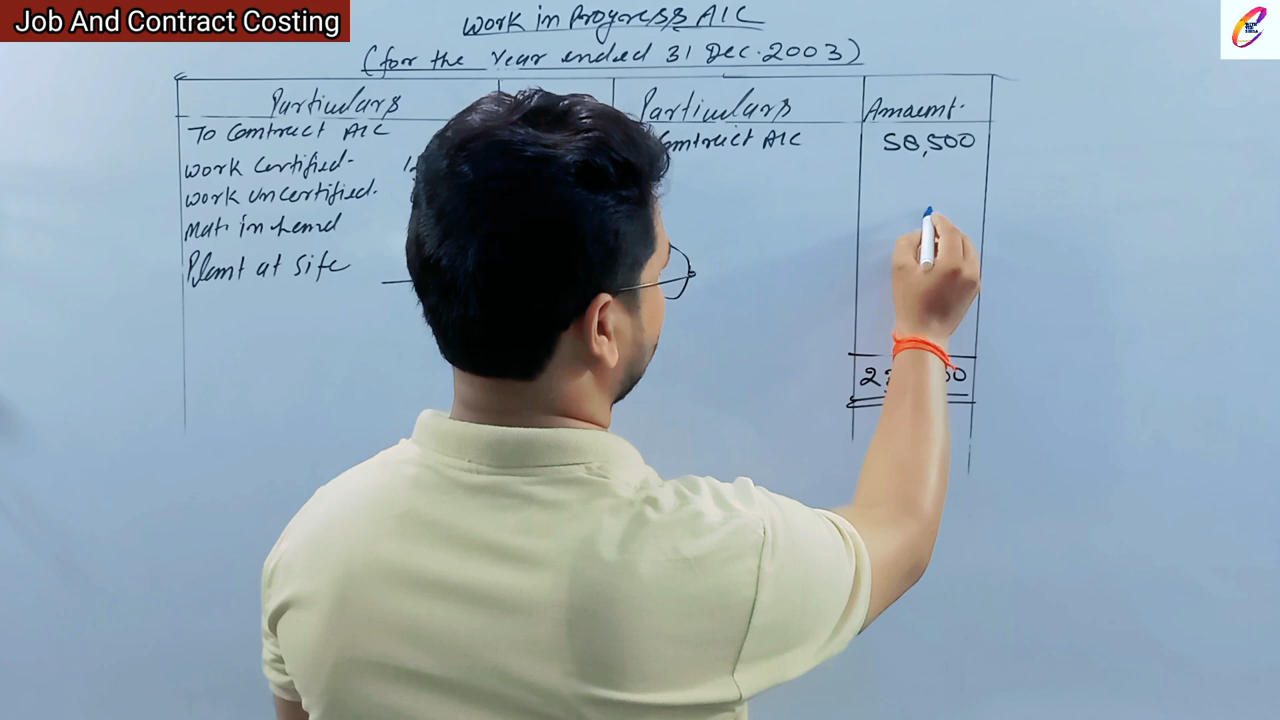 Job And Contract Costing
Work in Progress A/C
(for the Year ended 31 Dec. 2003)
Particulars Particulars Amount.
To Contract A/C Contract A/C 58,500
Work Certified-
Work Uncertified.
Mat. in hand
Plant at Site